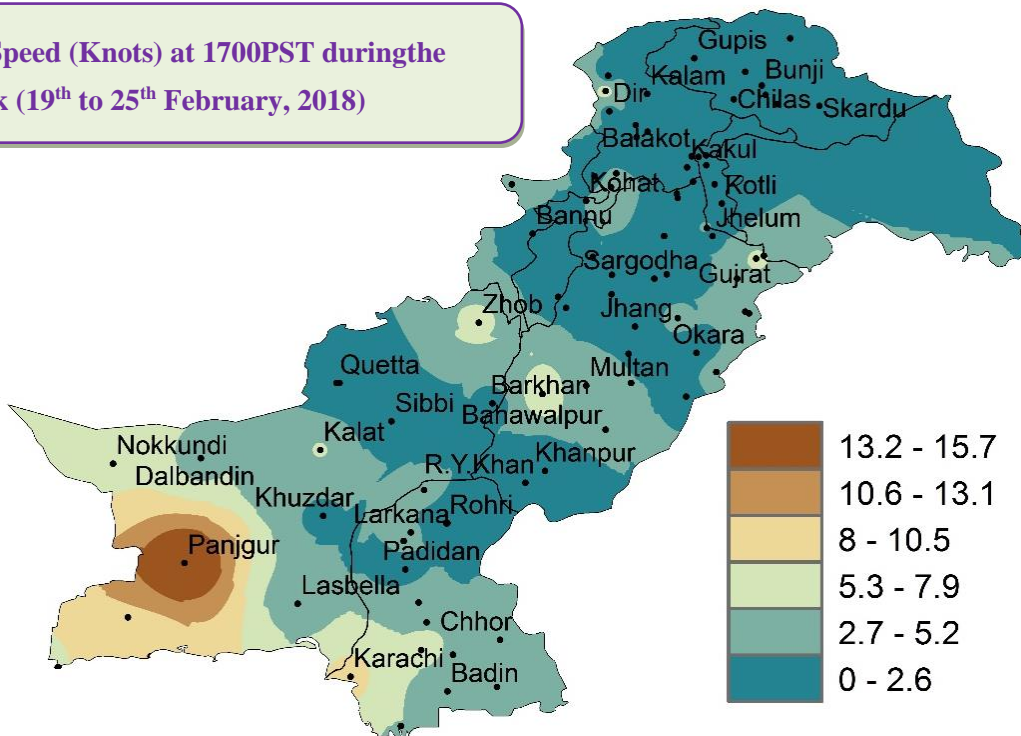 Speed (Knots) at 1700PST duringthe
k (19th to 25th February, 2018)
Gupis
Kalam
Bunji
Dir
Chilas
Skardu
Balakot
Kakul
Kohat
Kotli
Bannu
Jhelum
Sargodha
Gujrat
Zhob
Jhang
Okara
Quetta
Multan
Barkhan
Sibbi
Bahawalpur
Kalat
Nokkundi
Khanpur
R.Y.Khan
Dalbandin
Khuzdar
Rohri
Larkana
Panjgur
Padidan
Lasbella
Chhor
Karachi
Badin
13.2 - 15.7
10.6 - 13.1
8 - 10.5
5.3 - 7.9
2.7 - 5.2
0 - 2.6